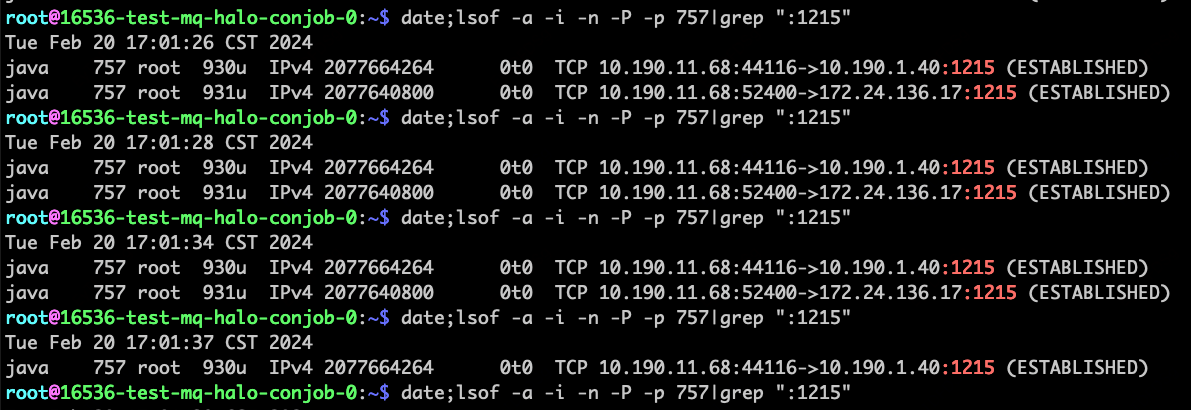 root@16536-test-mq-halo-conjob-0:~$ date;lsof -a -i -n -P -p 757|grep ":1215"
Tue Feb 20 17:01:26 CST 2024
java    757 root  930u  IPv4 2077664264      0t0  TCP 10.190.11.68:44116->10.190.1.40:1215 (ESTABLISHED)
java    757 root  931u  IPv4 2077640800      0t0  TCP 10.190.11.68:52400->172.24.136.17:1215 (ESTABLISHED)
root@16536-test-mq-halo-conjob-0:~$ date;lsof -a -i -n -P -p 757|grep ":1215"
Tue Feb 20 17:01:28 CST 2024
java    757 root  930u  IPv4 2077664264      0t0  TCP 10.190.11.68:44116->10.190.1.40:1215 (ESTABLISHED)
java    757 root  931u  IPv4 2077640800      0t0  TCP 10.190.11.68:52400->172.24.136.17:1215 (ESTABLISHED)
root@16536-test-mq-halo-conjob-0:~$ date;lsof -a -i -n -P -p 757|grep ":1215"
Tue Feb 20 17:01:34 CST 2024
java    757 root  930u  IPv4 2077664264      0t0  TCP 10.190.11.68:44116->10.190.1.40:1215 (ESTABLISHED)
java    757 root  931u  IPv4 2077640800      0t0  TCP 10.190.11.68:52400->172.24.136.17:1215 (ESTABLISHED)
root@16536-test-mq-halo-conjob-0:~$ date;lsof -a -i -n -P -p 757|grep ":1215"
Tue Feb 20 17:01:37 CST 2024
java    757 root  930u  IPv4 2077664264      0t0  TCP 10.190.11.68:44116->10.190.1.40:1215 (ESTABLISHED)
root@16536-test-mq-halo-conjob-0:~$ date;lsof -a -i -n -P -p 757|grep ":1215"